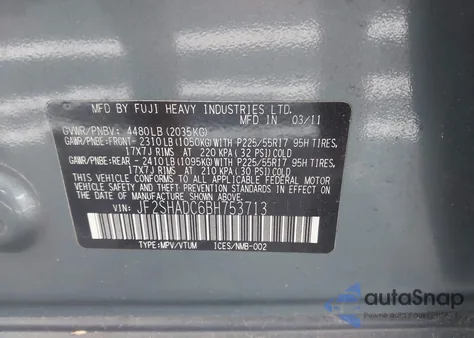 MFD. BY FUJI HEAVY INDUSTRIES LTD.
MFD IN 03/11
GVWR/PNBV: 4480LB (2035KG)
GAWR/PNBE:FRONT- 2310LB (1050KG)WITH P225/55R17 95H TIRES,
17X7J RIMS AT 220 KPA (32 PSI)COLD
GAWR/PNBE:REAR - 2410LB (1095KG)WITH P225/55R17 95H TIRES,
17X7J RIMS AT 210 KPA (30 PSI)COLD
THIS VEHICLE CONFORMS TO ALL APPLICABLE
FEDERAL MOTOR VEHICLE SAFETY, BUMPER,
AND THEFT PREVENTION STANDARDS IN EFFECT
ON THE DATE OF MANUFACTURE SHOWN ABOVE.
VIN: JF2SHADC6BH753713
TYPE:MPV/VTUM ICES/NMB-002
autoSnap
Powered by